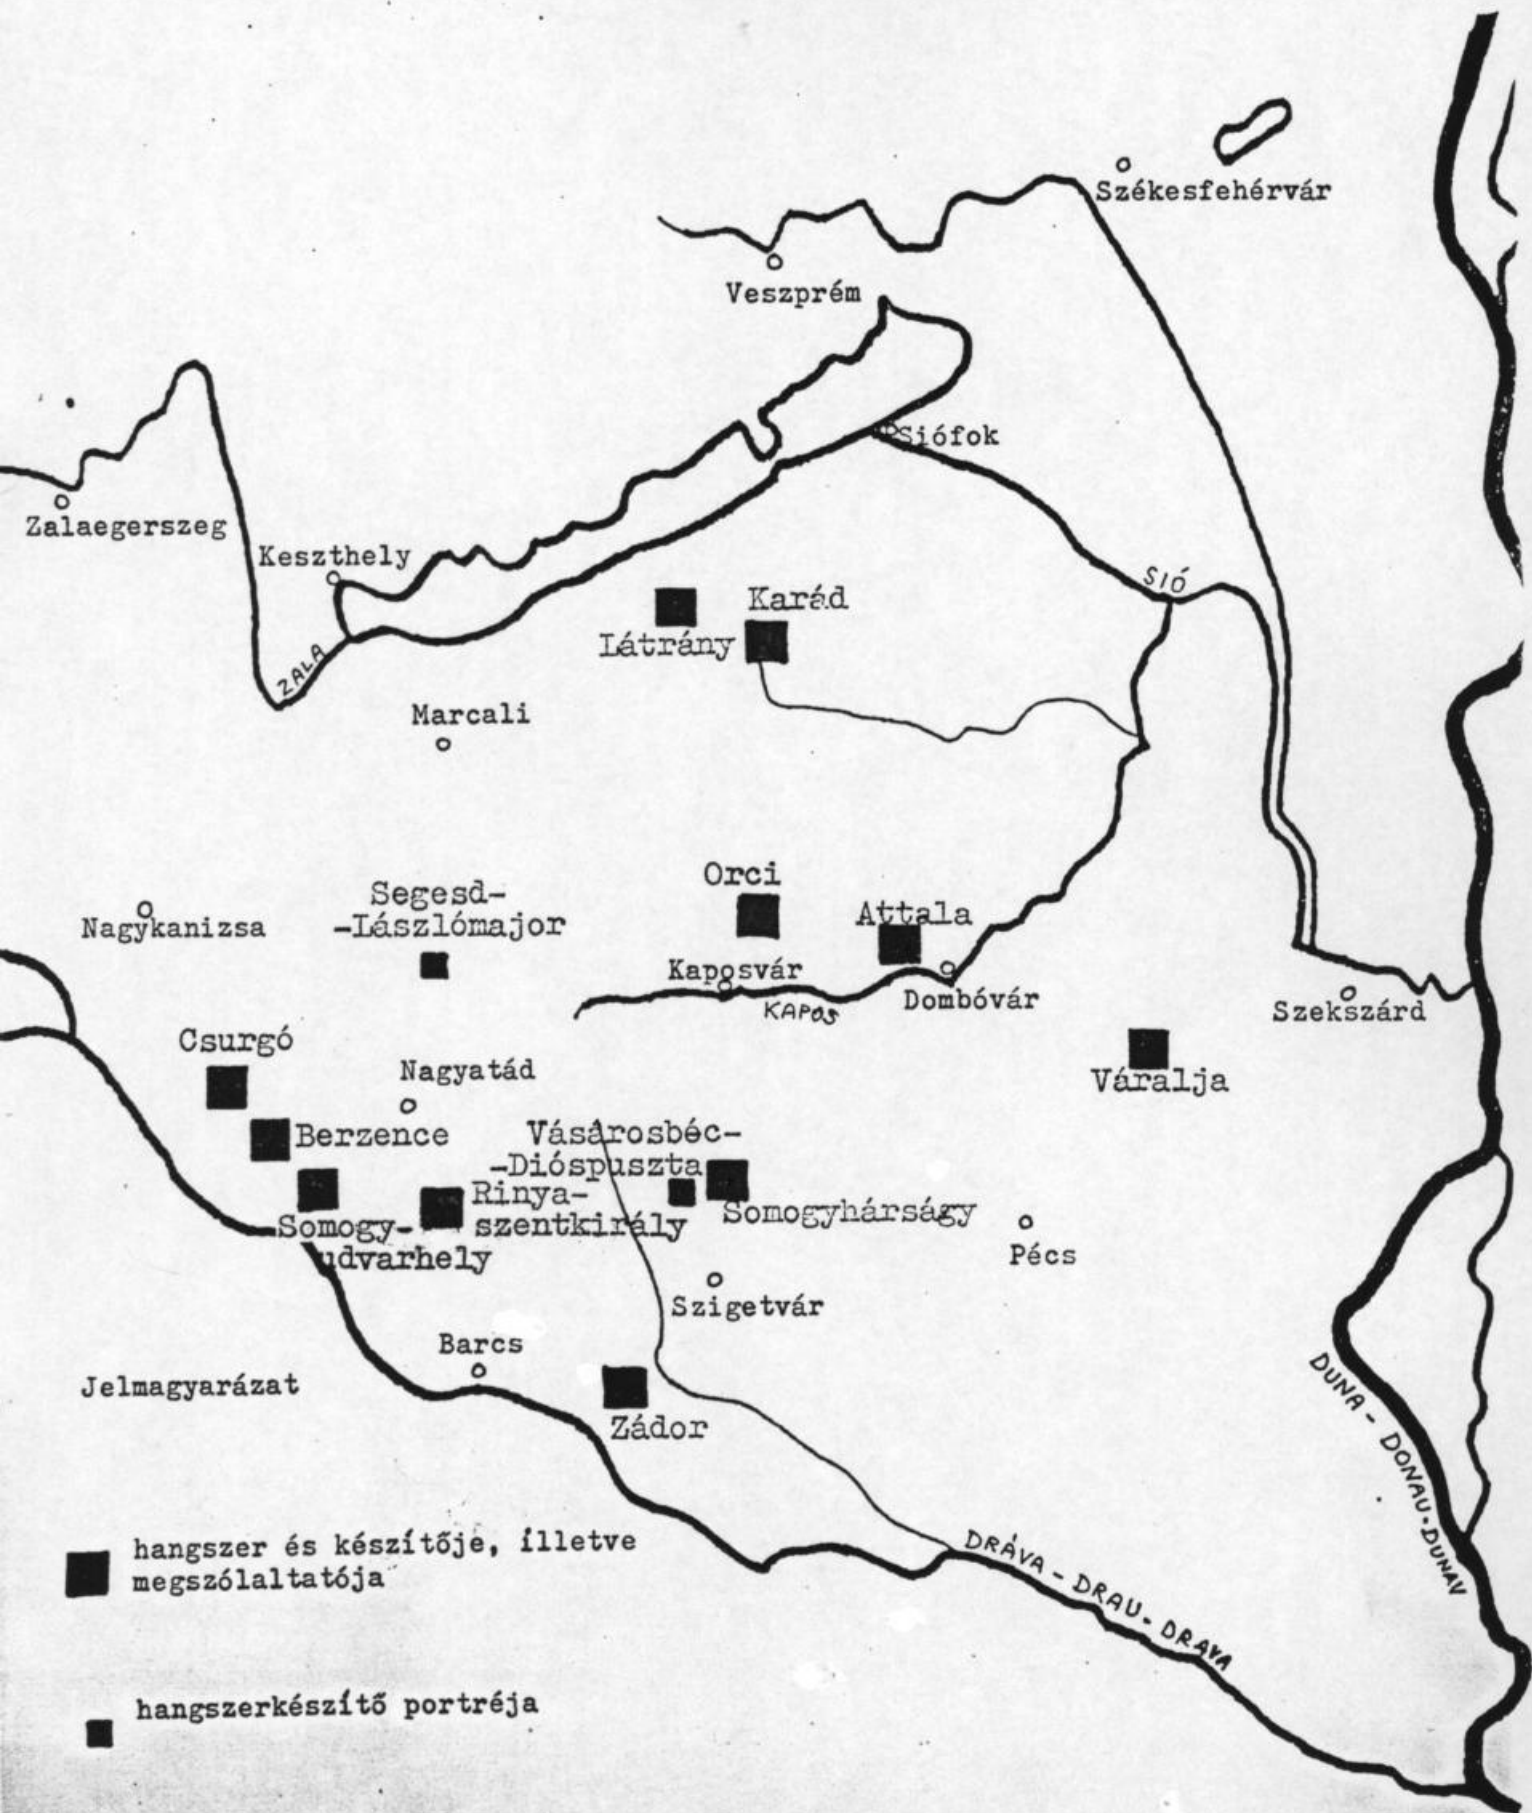 Székesfehérvár
Veszprém
Siófok
Zalaegerszeg
Keszthely
SIÓ
Karád
Látrány
ZALA
Marcali
Orci
Segesd-
-Lászlómajor
Attala
Nagykanizsa
Kaposvár
KAPOS
Dombóvár
Szekszárd
Csurgó
Nagyatád
Váralja
Berzence
Vásárosbéc-
-Dióspuszta
Rinya-
szentkirály
Somogy-
udvarhely
Somogyhárságy
Pécs
Szigetvár
Barcs
Zádor
DUNA - DONAU - DUNAV
DRÁVA - DRAU - DRAVA
Jelmagyarázat
hangszer és készítője, illetve
megszólaltatója
hangszerkészítő portréja